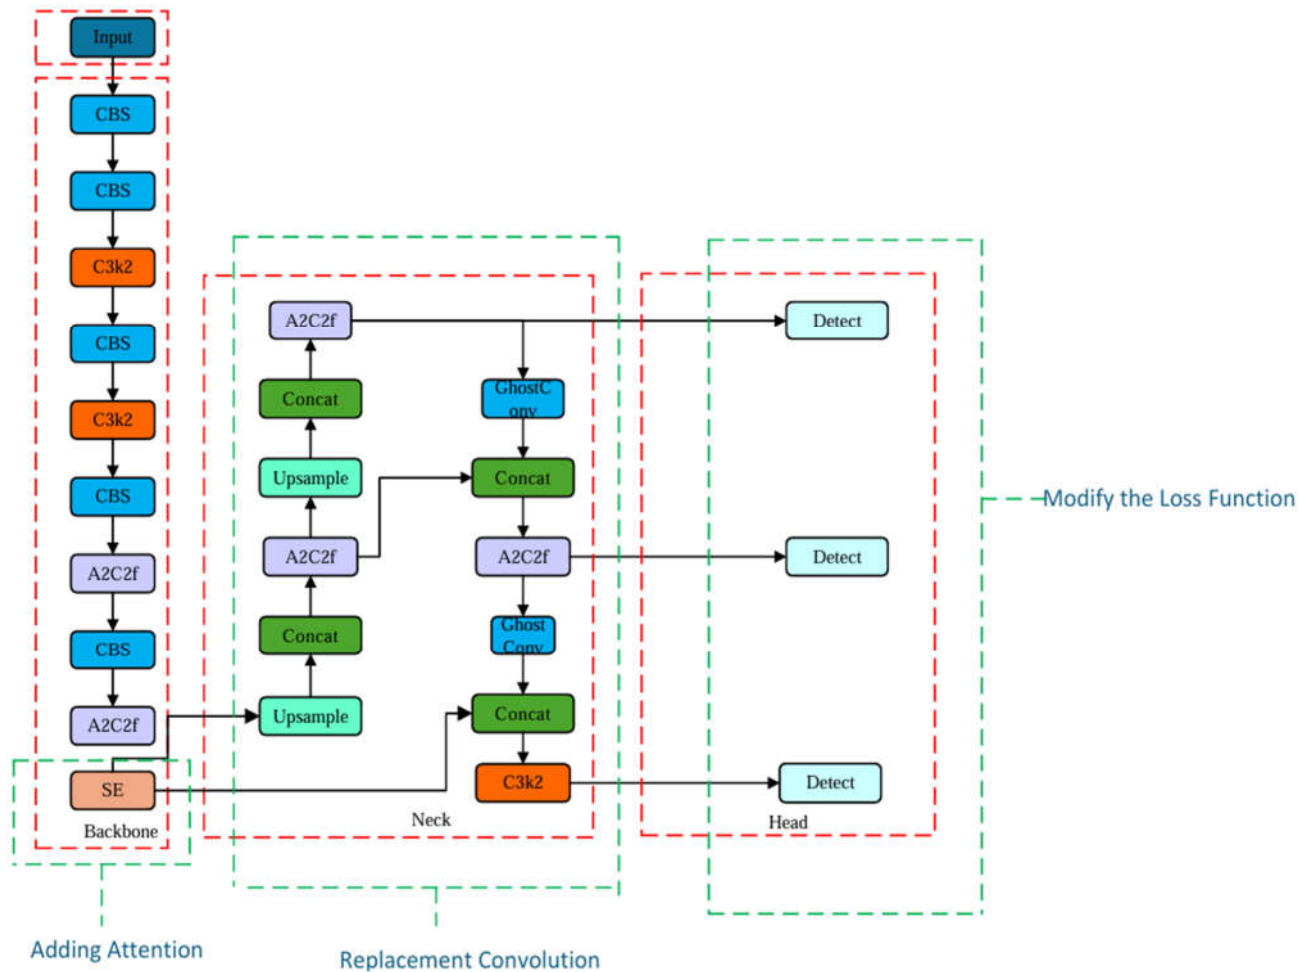 Input
CBS
CBS
C3k2
CBS
C3k2
CBS
A2C2f
CBS
A2C2f
SE
Backbone
A2C2f
Concat
Upsample
A2C2f
Concat
Upsample
GhostC
onv
Concat
A2C2f
Ghost
Conv
Concat
C3k2
Neck
Detect
Detect
Detect
Head
Modify the Loss Function
Adding Attention
Replacement Convolution